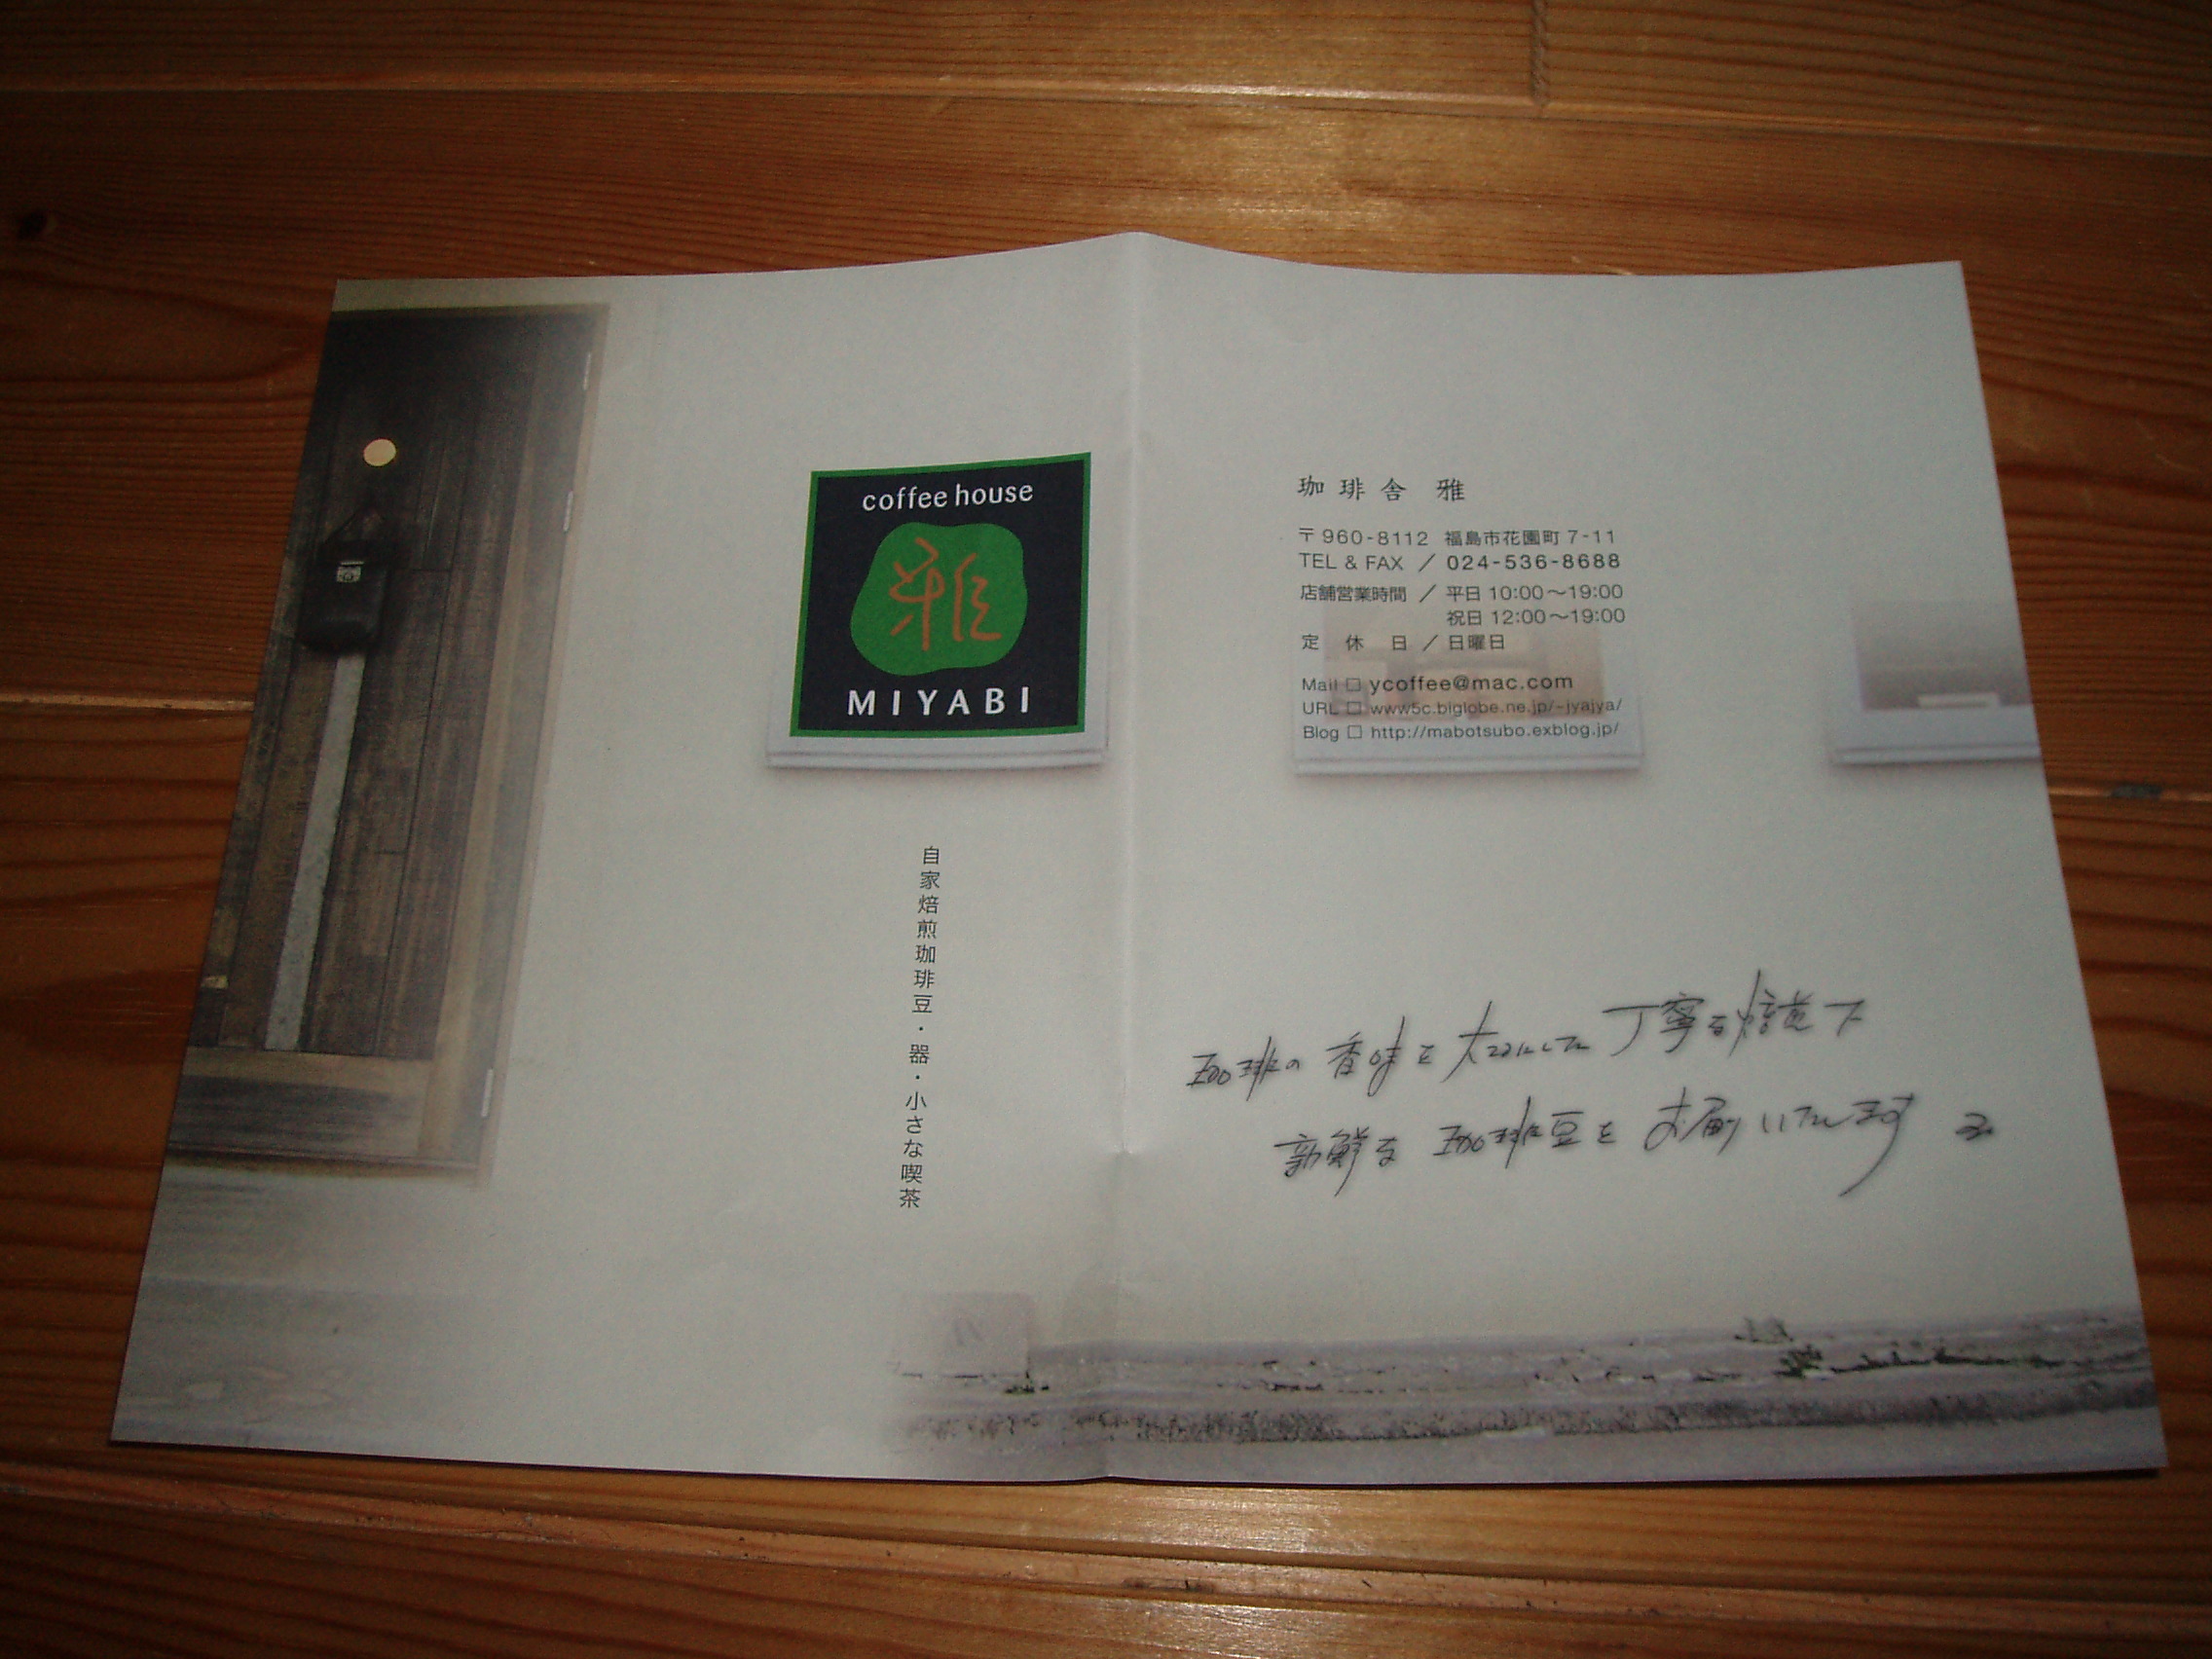 coffee house
雅
MIYABI
自家焙煎珈琲豆・器・小さな喫茶
珈琲舎 雅
〒960-8112 福島市花園町 7-11
TEL & FAX ／ 024-536-8688
店舗営業時間 ／ 平日 10:00～19:00
祝日 12:00～19:00
定 休 日 ／ 日曜日
Mail □ ycoffee@mac.com
URL □ www5c.biglobe.ne.jp/~jyajya/
Blog □ http://mabotsubo.exblog.jp/
珈琲の香味を大切にした丁寧な焙煎で
新鮮な珈琲豆をお届けいたします